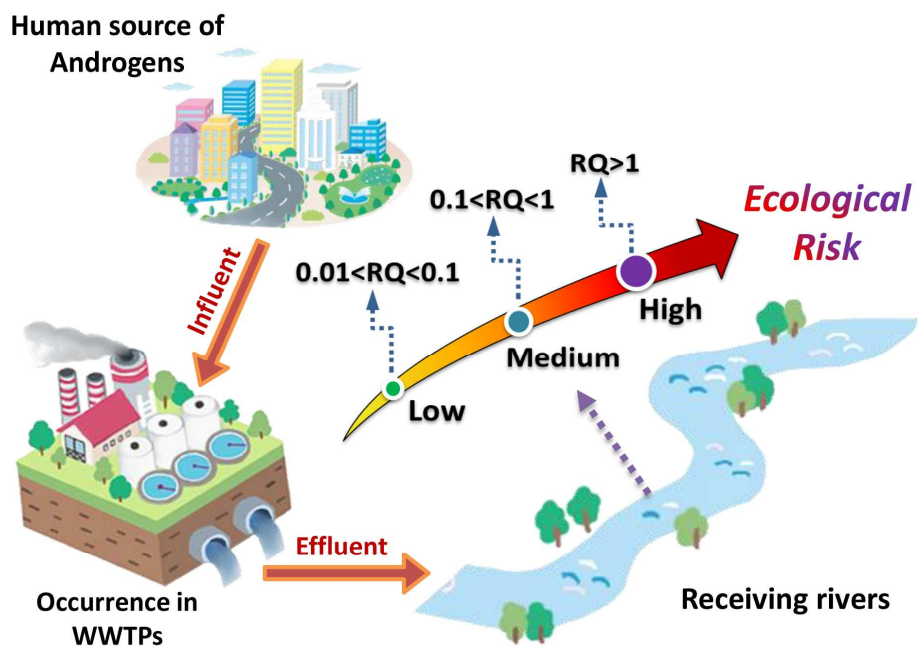 Human source of
Androgens
RQ>1
0.1<RQ<1
Ecological
Risk
0.01<RQ<0.1
Influent
High
Medium
Low
Effluent
Occurrence in
WWTPs
Receiving rivers